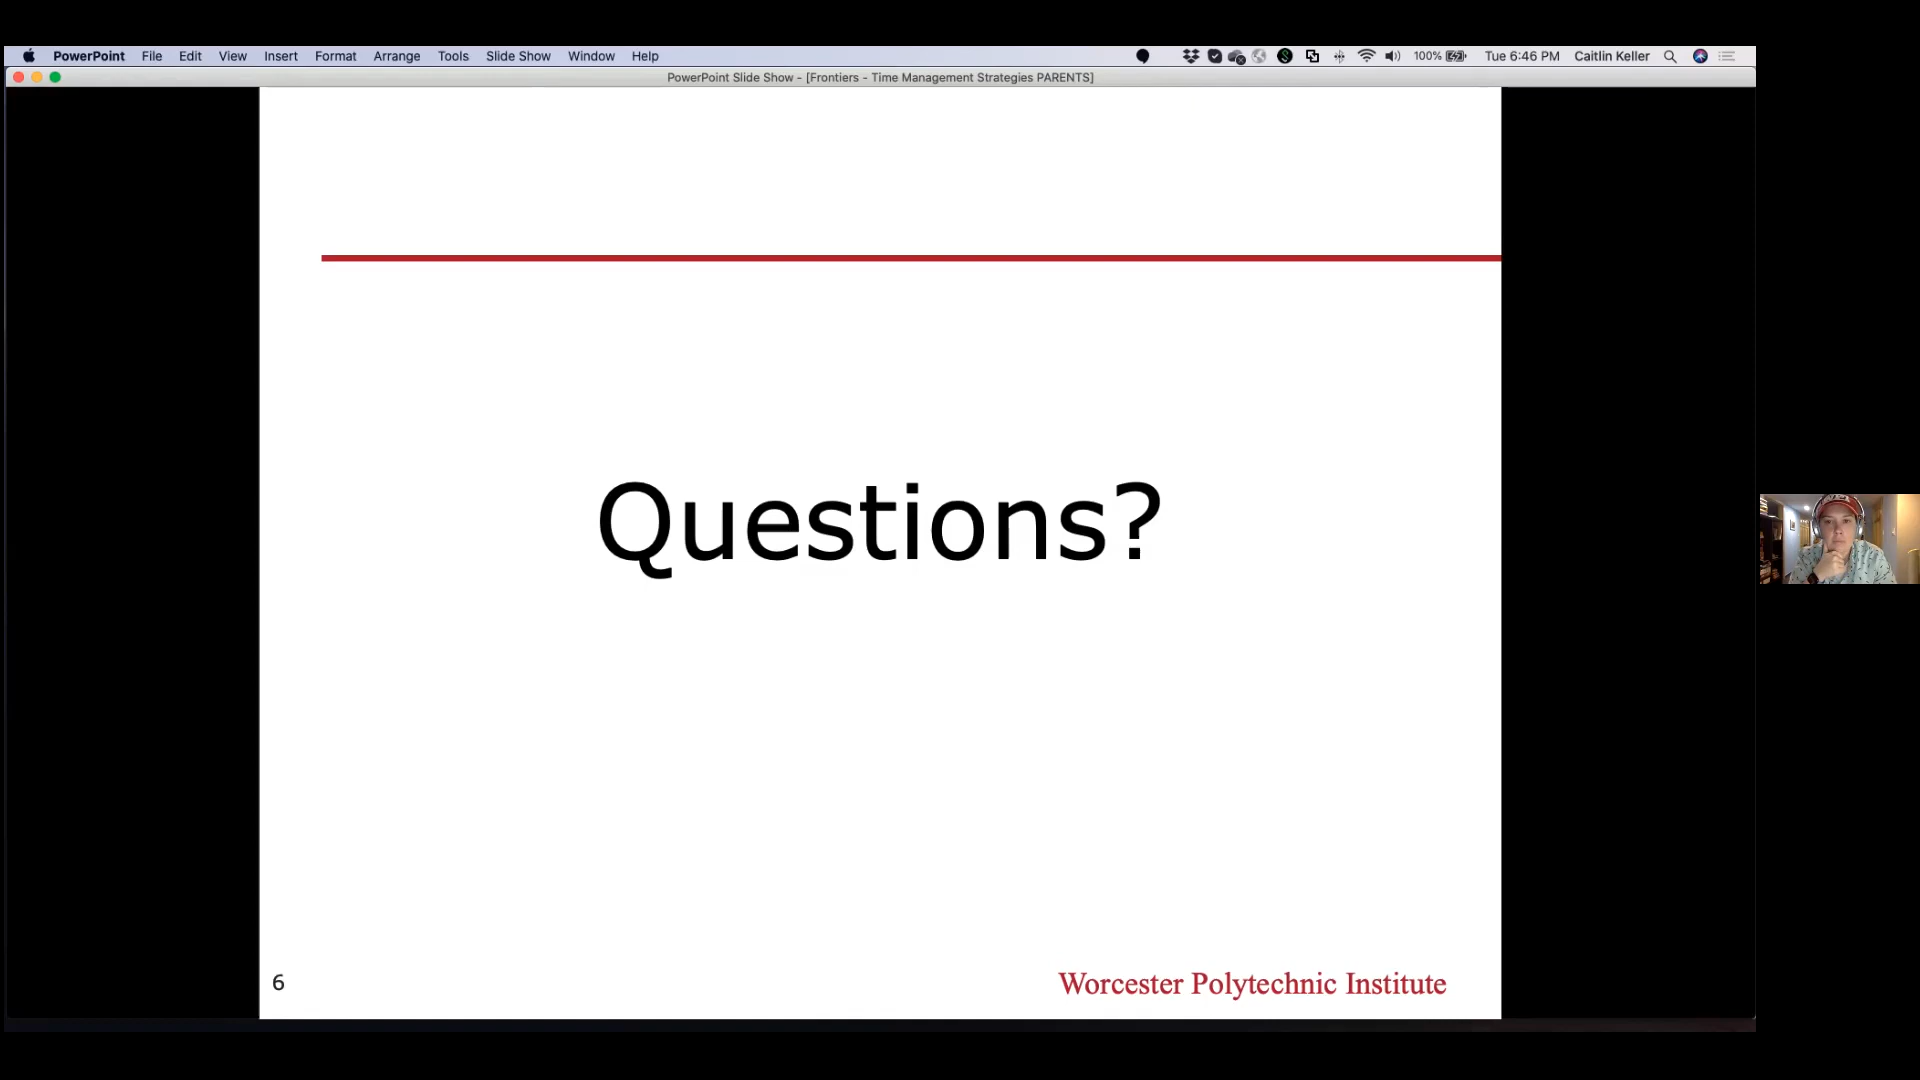 PowerPoint File Edit View Insert Format Arrange Tools Slide Show Window Help 100% Tue 6:46 PM Caitlin Keller
PowerPoint Slide Show - [Frontiers - Time Management Strategies PARENTS]
Questions?
6
Worcester Polytechnic Institute